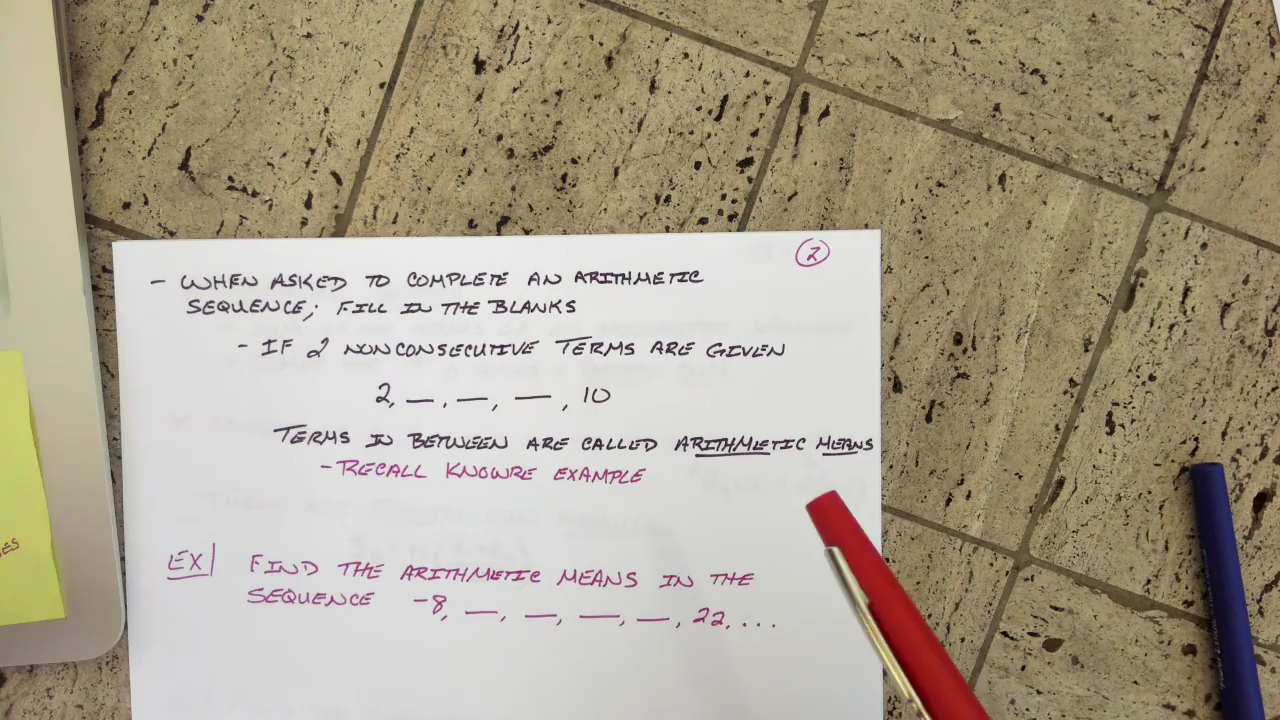 ②
- WHEN ASKED TO COMPLETE AN ARITHMETIC
SEQUENCE; FILL IN THE BLANKS
- IF 2 NONCONSECUTIVE TERMS ARE GIVEN
2, __, __, __, 10
TERMS IN BETWEEN ARE CALLED ARITHMETIC MEANS
- RECALL KNOWRE EXAMPLE
EX| FIND THE ARITHMETIC MEANS IN THE
SEQUENCE -8, __, __, __, __, 22, ...